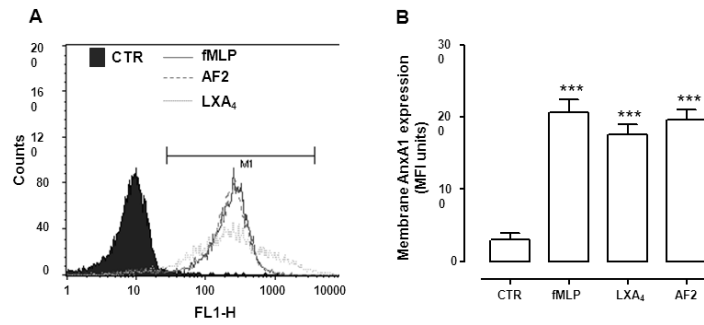 A
20
0
16
0
12
0
80
40
0
Counts
CTR
fMLP
AF2
LXA₄
M1
1 10 100 1000 10000
FL1-H
B
Membrane AnxA1 expression
(MFI units)
30
0
20
0
10
0
0
***
***
***
CTR fMLP LXA₄ AF2